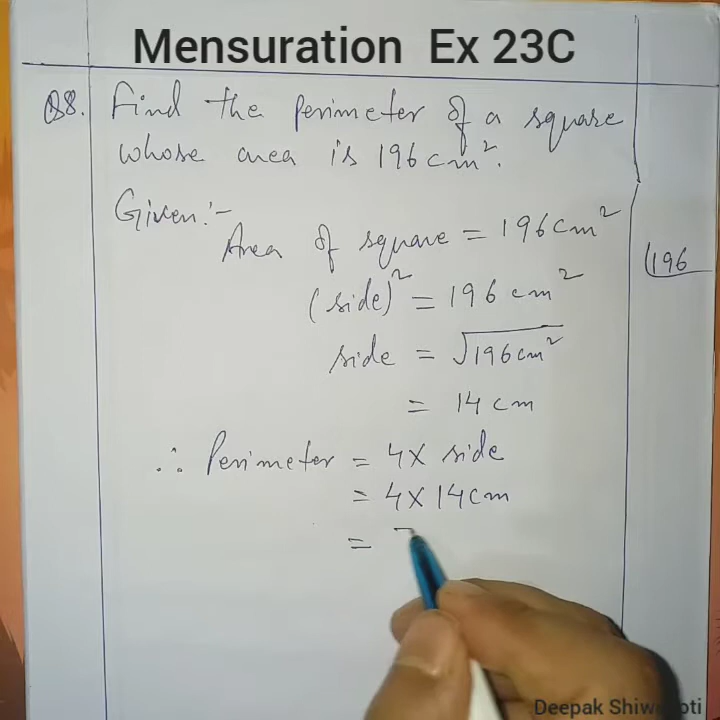 Mensuration Ex 23C
Q8. Find the perimeter of a square
whose area is 196 cm².
Given:-
Area of square = 196 cm²
(side)² = 196 cm²
side = √196 cm²
= 14 cm
∴ Perimeter = 4 × side
= 4 × 14 cm
=
196
Deepak